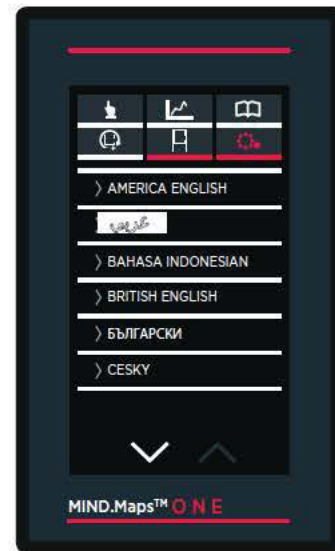 AMERICA ENGLISH
عربي
BAHASA INDONESIAN
BRITISH ENGLISH
БЪЛГАРСКИ
CESKY
MIND.Maps™ ONE